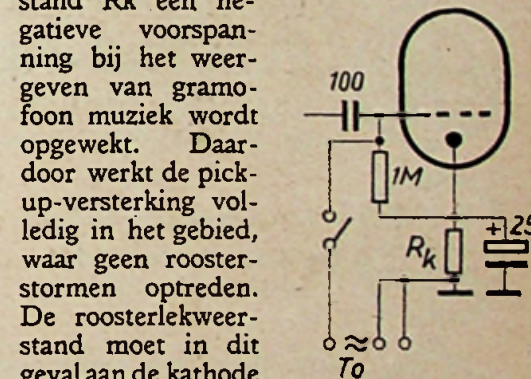 stand Rk een ne-
gatieve voorspan-
ning bij het weer-
geven van gramo-
foon muziek wordt
opgewekt. Daar-
door werkt de pick-
up-versterking vol-
ledig in het gebied,
waar geen rooster-
stormen optreden.
De roosterlekweer-
stand moet in dit
geval aan de kathode
100
1M
+
25
Rk
≈
To